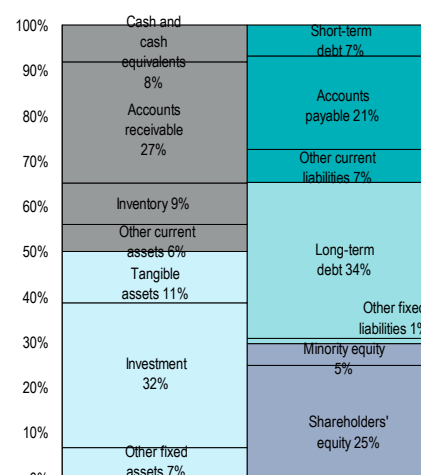 100%
90%
80%
70%
60%
50%
40%
30%
20%
10%
0%
Cash and
cash
equivalents
8%
Accounts
receivable
27%
Inventory 9%
Other current
assets 6%
Tangible
assets 11%
Investment
32%
Other fixed
assets 7%
Short-term
debt 7%
Accounts
payable 21%
Other current
liabilities 7%
Long-term
debt 34%
Other fixed
liabilities 1%
Minority equity
5%
Shareholders'
equity 25%